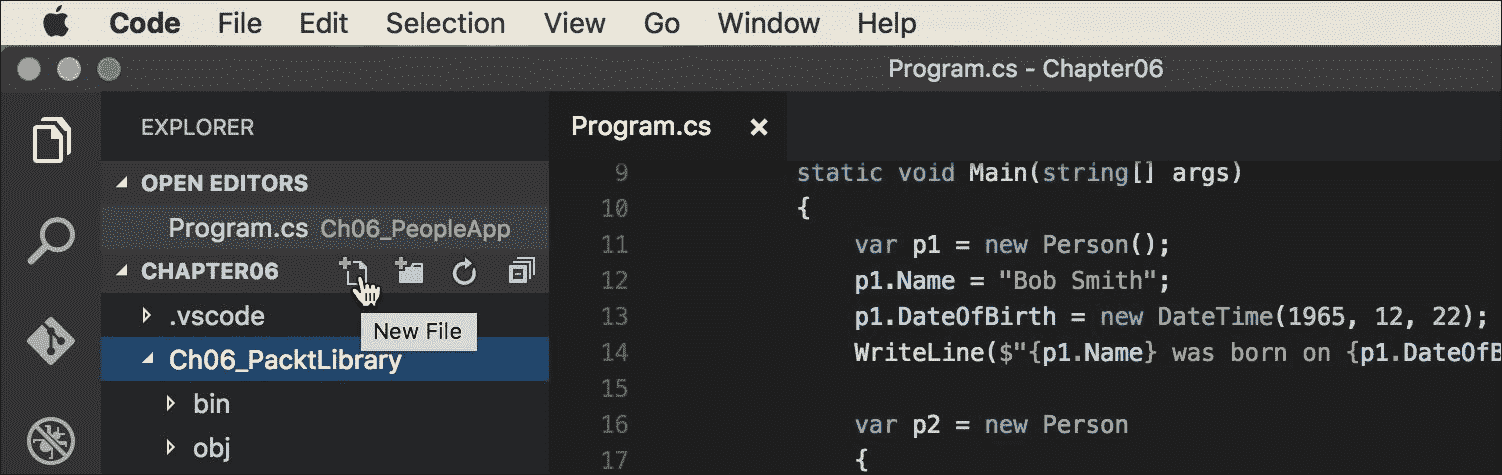 Code File Edit Selection View Go Window Help
Program.cs - Chapter06
EXPLORER
OPEN EDITORS
Program.cs Ch06_PeopleApp
CHAPTER06
New File
.vscode
Ch06_PacktLibrary
bin
obj
Program.cs ×
9 static void Main(string[] args)
10 {
11 var p1 = new Person();
12 p1.Name = "Bob Smith";
13 p1.DateOfBirth = new DateTime(1965, 12, 22);
14 WriteLine($"{p1.Name} was born on {p1.DateOfB
15
16 var p2 = new Person
17 {